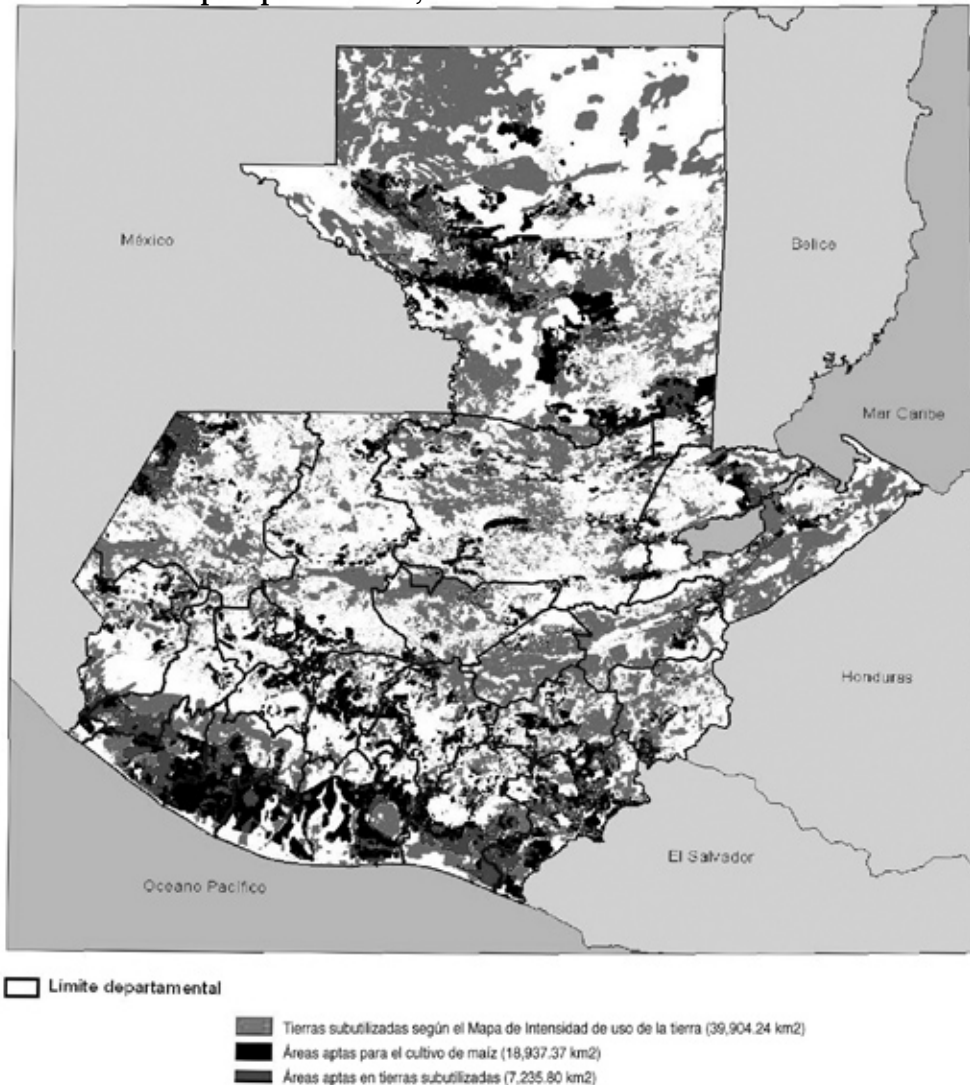 México
Belice
Mar Caribe
Honduras
El Salvador
Oceano Pacífico
Límite departamental
Tierras subutilizadas según el Mapa de Intensidad de uso de la tierra (39,904.24 km2)
Áreas aptas para el cultivo de maíz (18,937.37 km2)
Áreas aptas en tierras subutilizadas (7,235.80 km2)